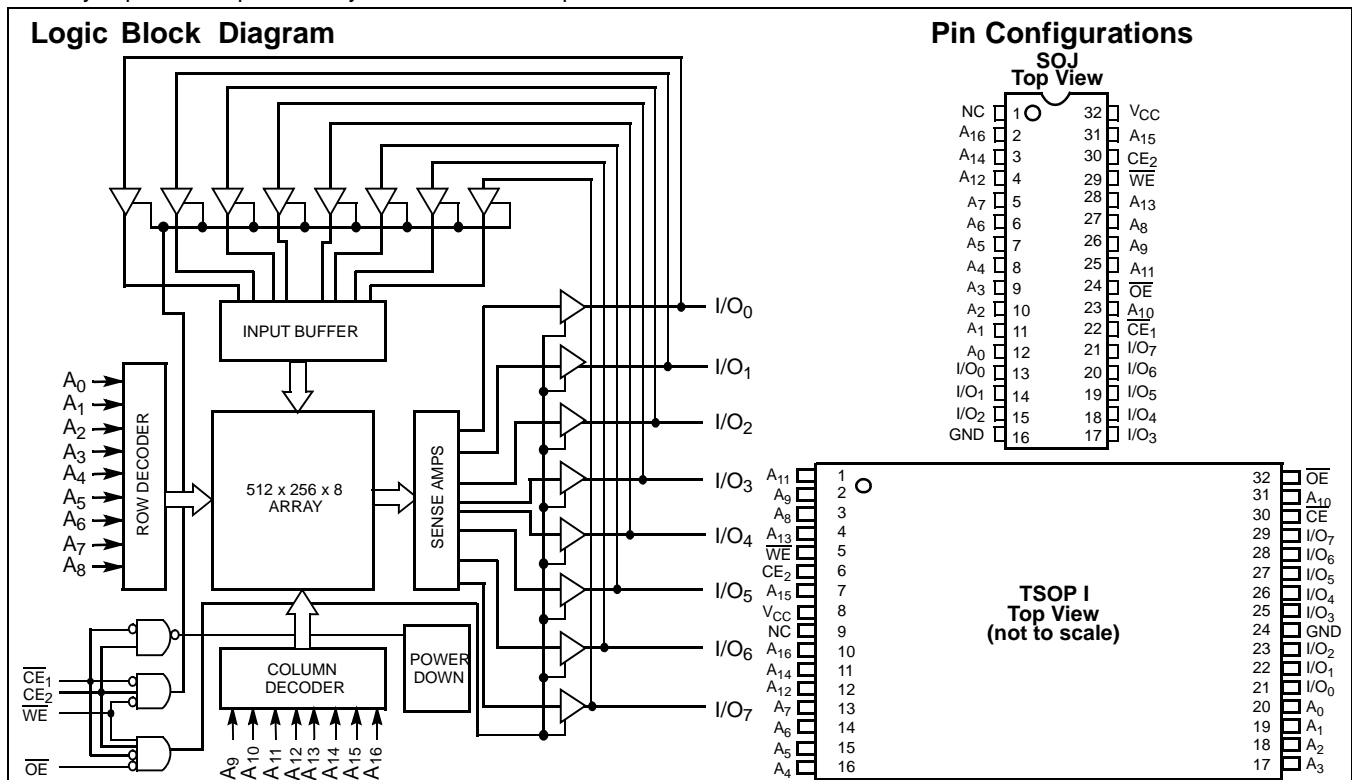 Logic Block Diagram
INPUT BUFFER
A0
A1
A2
A3
A4
A5
A6
A7
A8
ROW DECODER
512 x 256 x 8
ARRAY
SENSE AMPS
I/O0
I/O1
I/O2
I/O3
I/O4
I/O5
I/O6
I/O7
CE1
CE2
WE
OE
COLUMN
DECODER
POWER
DOWN
A9
A10
A11
A12
A13
A14
A15
A16
Pin Configurations
SOJ
Top View
NC 1 32 VCC
A16 2 31 A15
A14 3 30 CE2
A12 4 29 WE
A7 5 28 A13
A6 6 27 A8
A5 7 26 A9
A4 8 25 A11
A3 9 24 OE
A2 10 23 A10
A1 11 22 CE1
A0 12 21 I/O7
I/O0 13 20 I/O6
I/O1 14 19 I/O5
I/O2 15 18 I/O4
GND 16 17 I/O3
A11 1 32 OE
A9 2 31 A10
A8 3 30 CE
A13 4 29 I/O7
WE 5 28 I/O6
CE2 6 27 I/O5
A15 7 26 I/O4
VCC 8 25 I/O3
NC 9 24 GND
A16 10 23 I/O2
A14 11 22 I/O1
A12 12 21 I/O0
A7 13 20 A0
A6 14 19 A1
A5 15 18 A2
A4 16 17 A3
TSOP I
Top View
(not to scale)